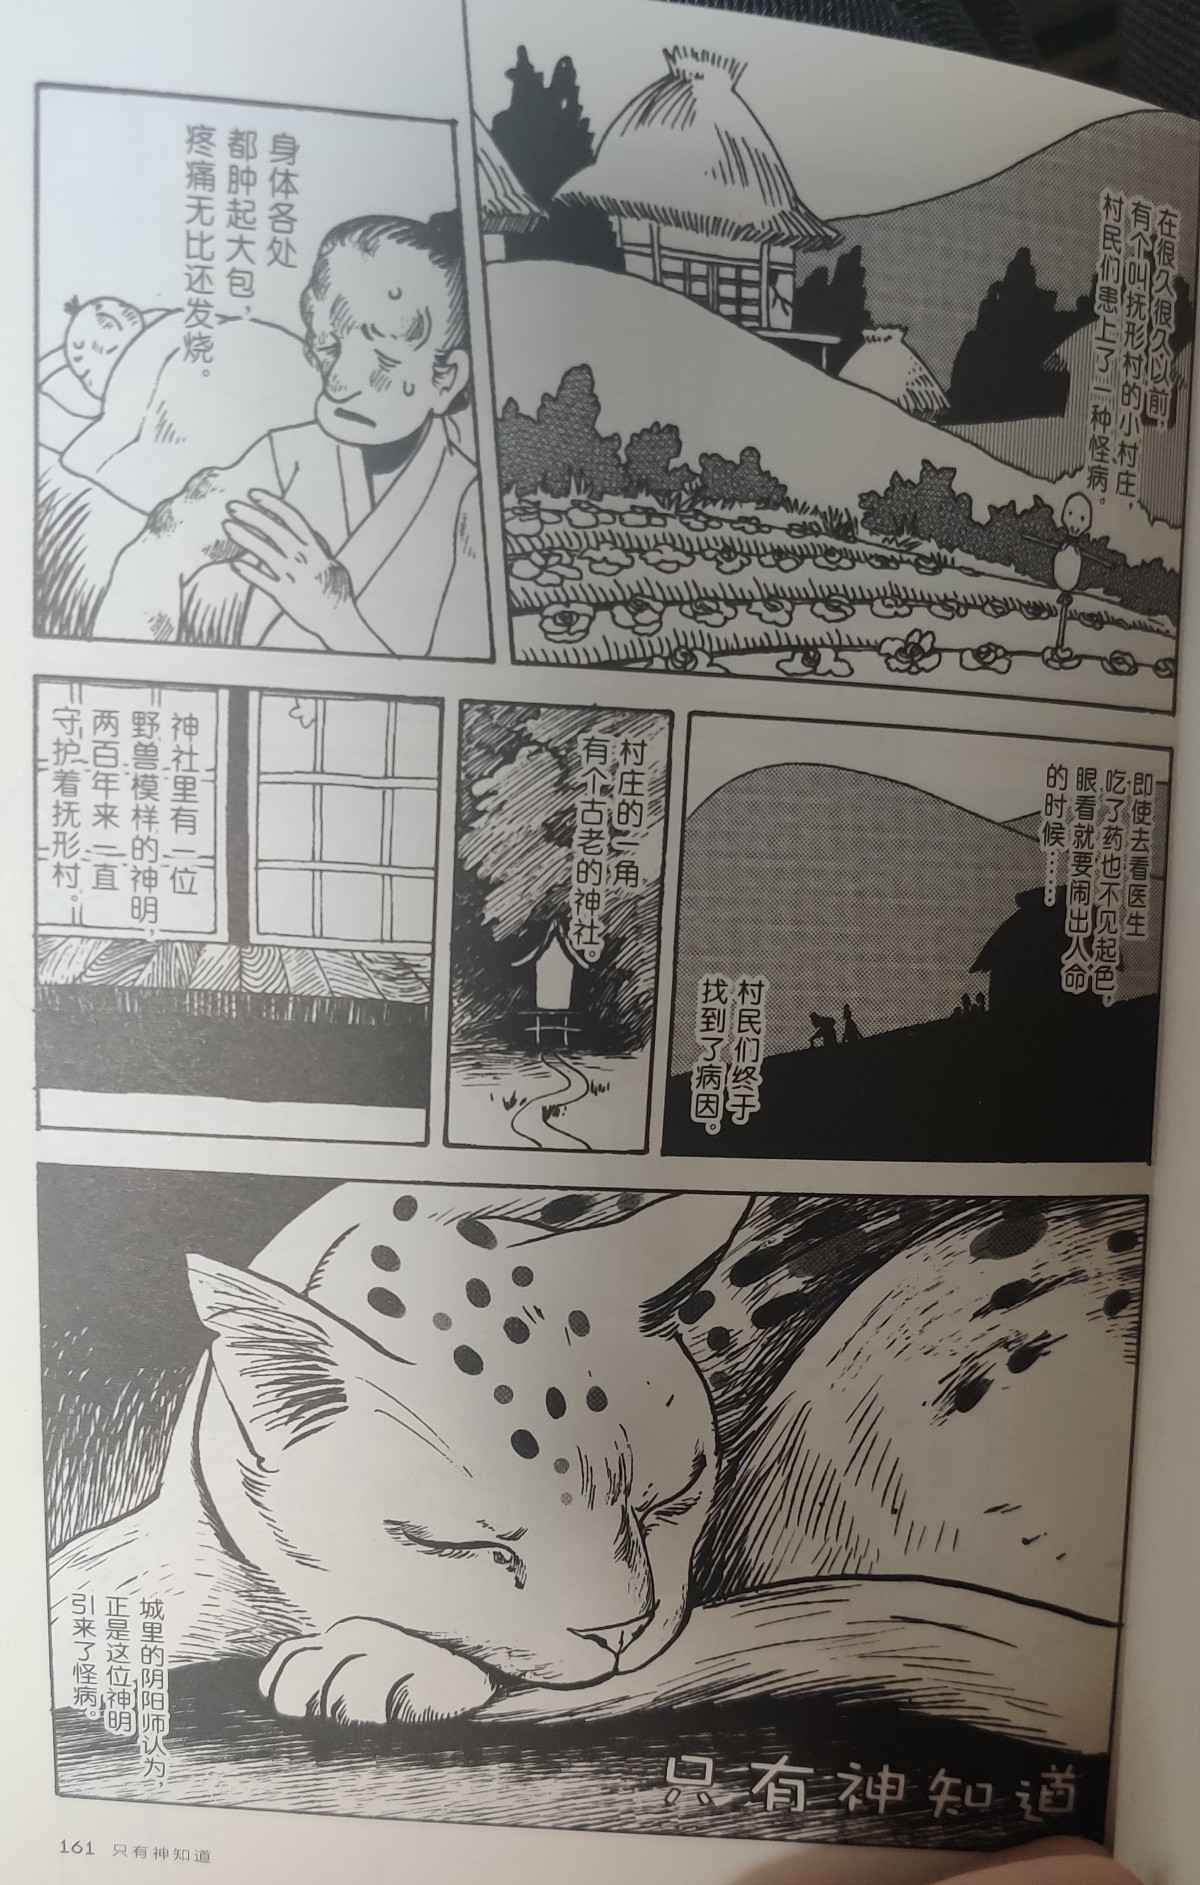 在很久很久以前，
有个叫抚形村的小村庄，
村民们患上了一种怪病。
身体各处
都肿起大包，
疼痛无比还发烧。
即使去看医生
吃了药也不见起色，
眼看就要闹出人命
的时候……
村民们终于
找到了病因。
村庄的一角
有个古老的神社。
神社里有一位
野兽模样的神明，
两百年来一直
守护着抚形村。
城里的阴阳师认为，
正是这位神明
引来了怪病。
只有神知道
161 只有神知道